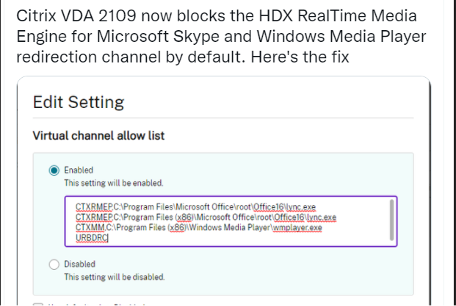 Citrix VDA 2109 now blocks the HDX RealTime Media
Engine for Microsoft Skype and Windows Media Player
redirection channel by default. Here's the fix
Edit Setting
Virtual channel allow list
Enabled
This setting will be enabled.
CTXRMEP,C:\Program Files\Microsoft Office\root\Office16\lync.exe
CTXRMEP,C:\Program Files (x86)\Microsoft Office\root\Office16\lync.exe
CTXMM,C:\Program Files (x86)\Windows Media Player\wmplayer.exe
URBDRC
Disabled
This setting will be disabled.